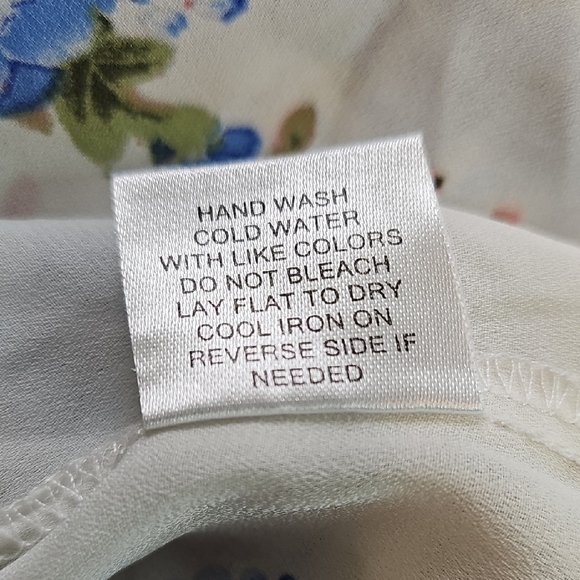 HAND WASH
COLD WATER
WITH LIKE COLORS
DO NOT BLEACH
LAY FLAT TO DRY
COOL IRON ON
REVERSE SIDE IF
NEEDED